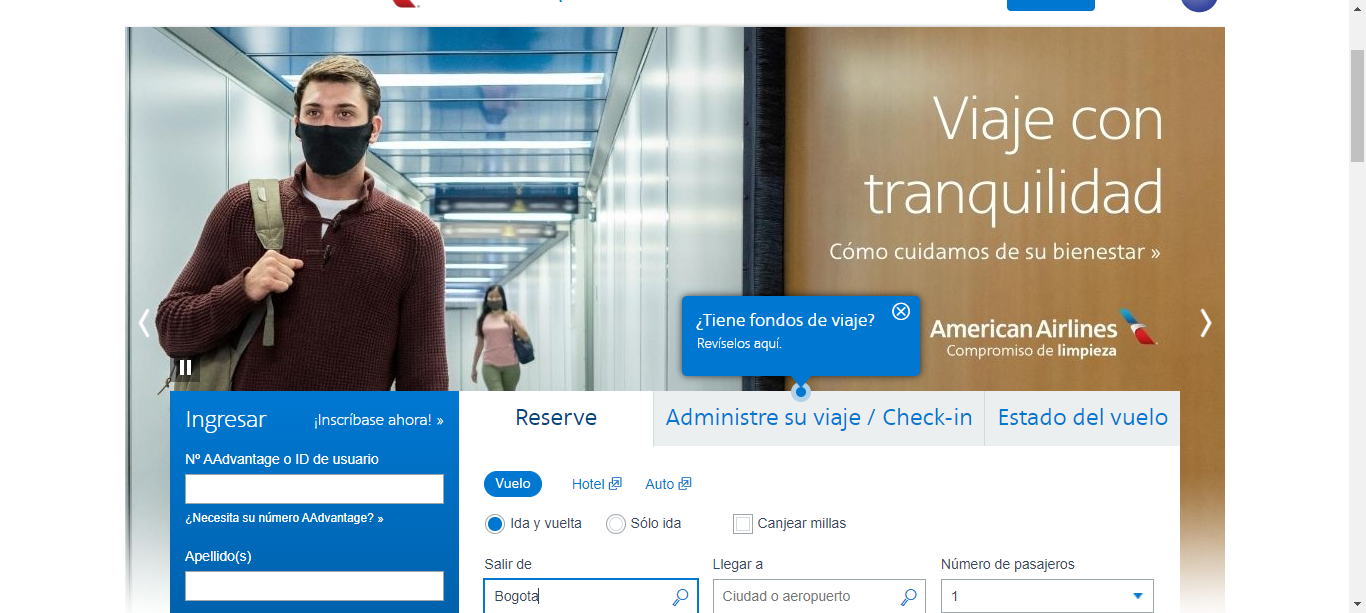 Viaje con
tranquilidad
Cómo cuidamos de su bienestar »
¿Tiene fondos de viaje?
Revíselos aquí.
American Airlines
Compromiso de limpieza
Ingresar
¡Inscríbase ahora! »
Reserve
Administre su viaje / Check-in
Estado del vuelo
Nº AAdvantage o ID de usuario
¿Necesita su número AAdvantage? »
Apellido(s)
Vuelo
Hotel
Auto
Ida y vuelta
Sólo ida
Canjear millas
Salir de
Llegar a
Número de pasajeros
Bogota
Ciudad o aeropuerto
1